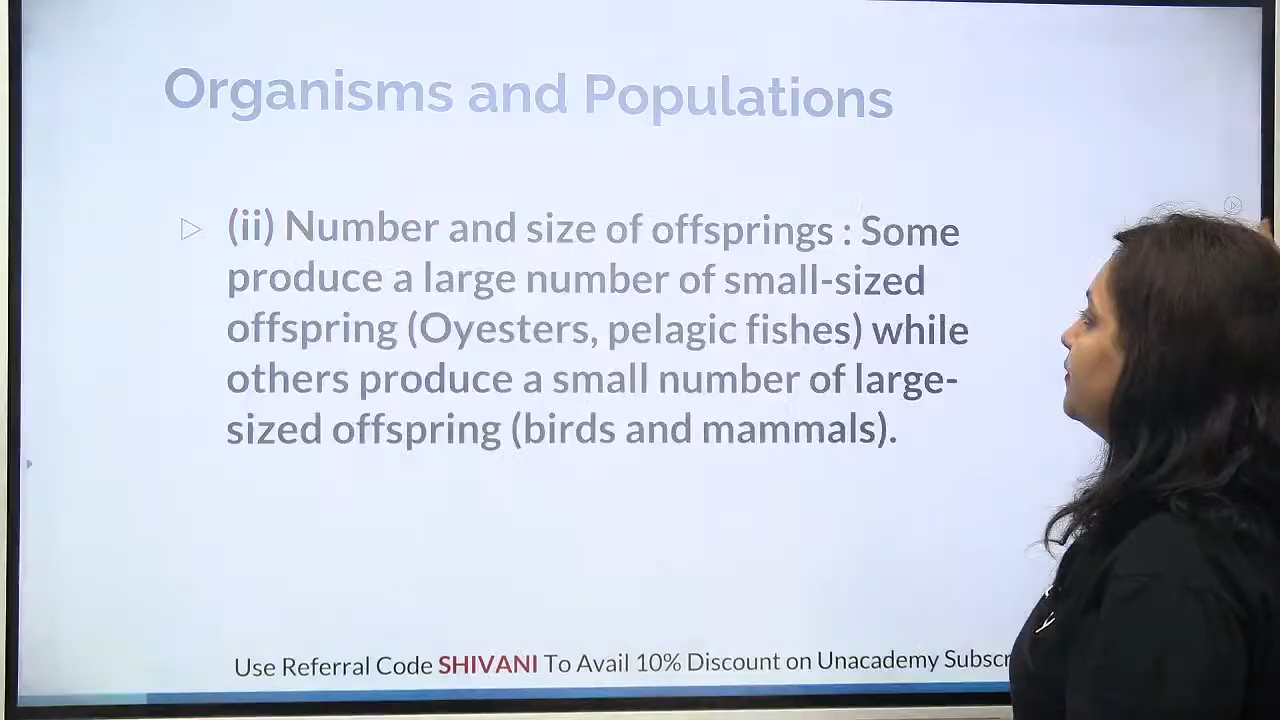 Organisms and Populations
(ii) Number and size of offsprings : Some
produce a large number of small-sized
offspring (Oyesters, pelagic fishes) while
others produce a small number of large-
sized offspring (birds and mammals).
Use Referral Code SHIVANI To Avail 10% Discount on Unacademy Subscr